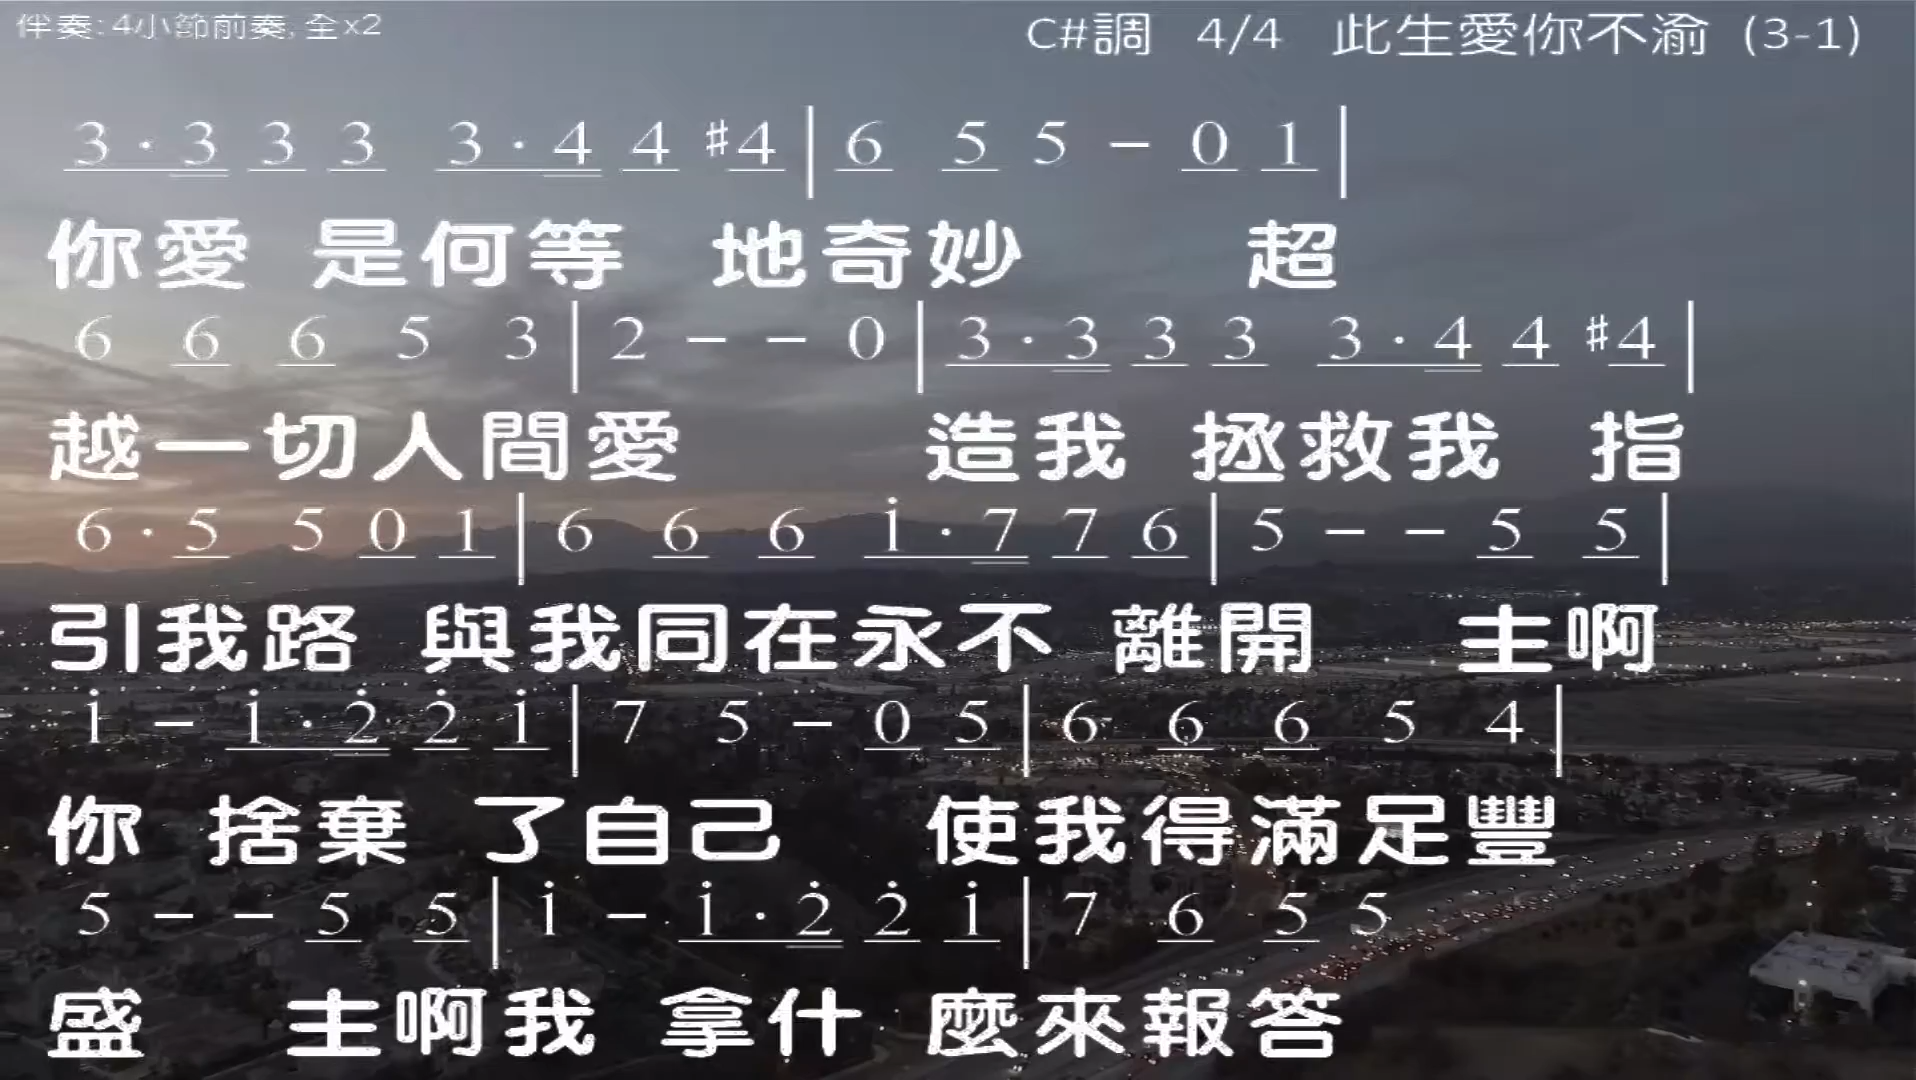 伴奏:4小節前奏,全x2
C#調 4/4 此生愛你不渝 (3-1)
3·3 3 3 3·4 4 #4 | 6 5 5 - 0 1 |
你愛 是何等 地奇妙 超
6 6 6 5 3 | 2 - - 0 | 3·3 3 3 3·4 4 #4 |
越一切人間愛 造我 拯救我 指
6·5 5 0 1 | 6 6 6 i·7 7 6 | 5 - - 5 5 |
引我路 與我同在永不 離開 主啊
i - i·2̇ 2̇ i | 7 5 - 0 5 | 6 6 6 5 4 |
你 捨棄 了自己 使我得滿足豐
5 - - 5 5 | i - i·2̇ 2̇ i | 7 6 5 5
盛 主啊我 拿什 麼來報答